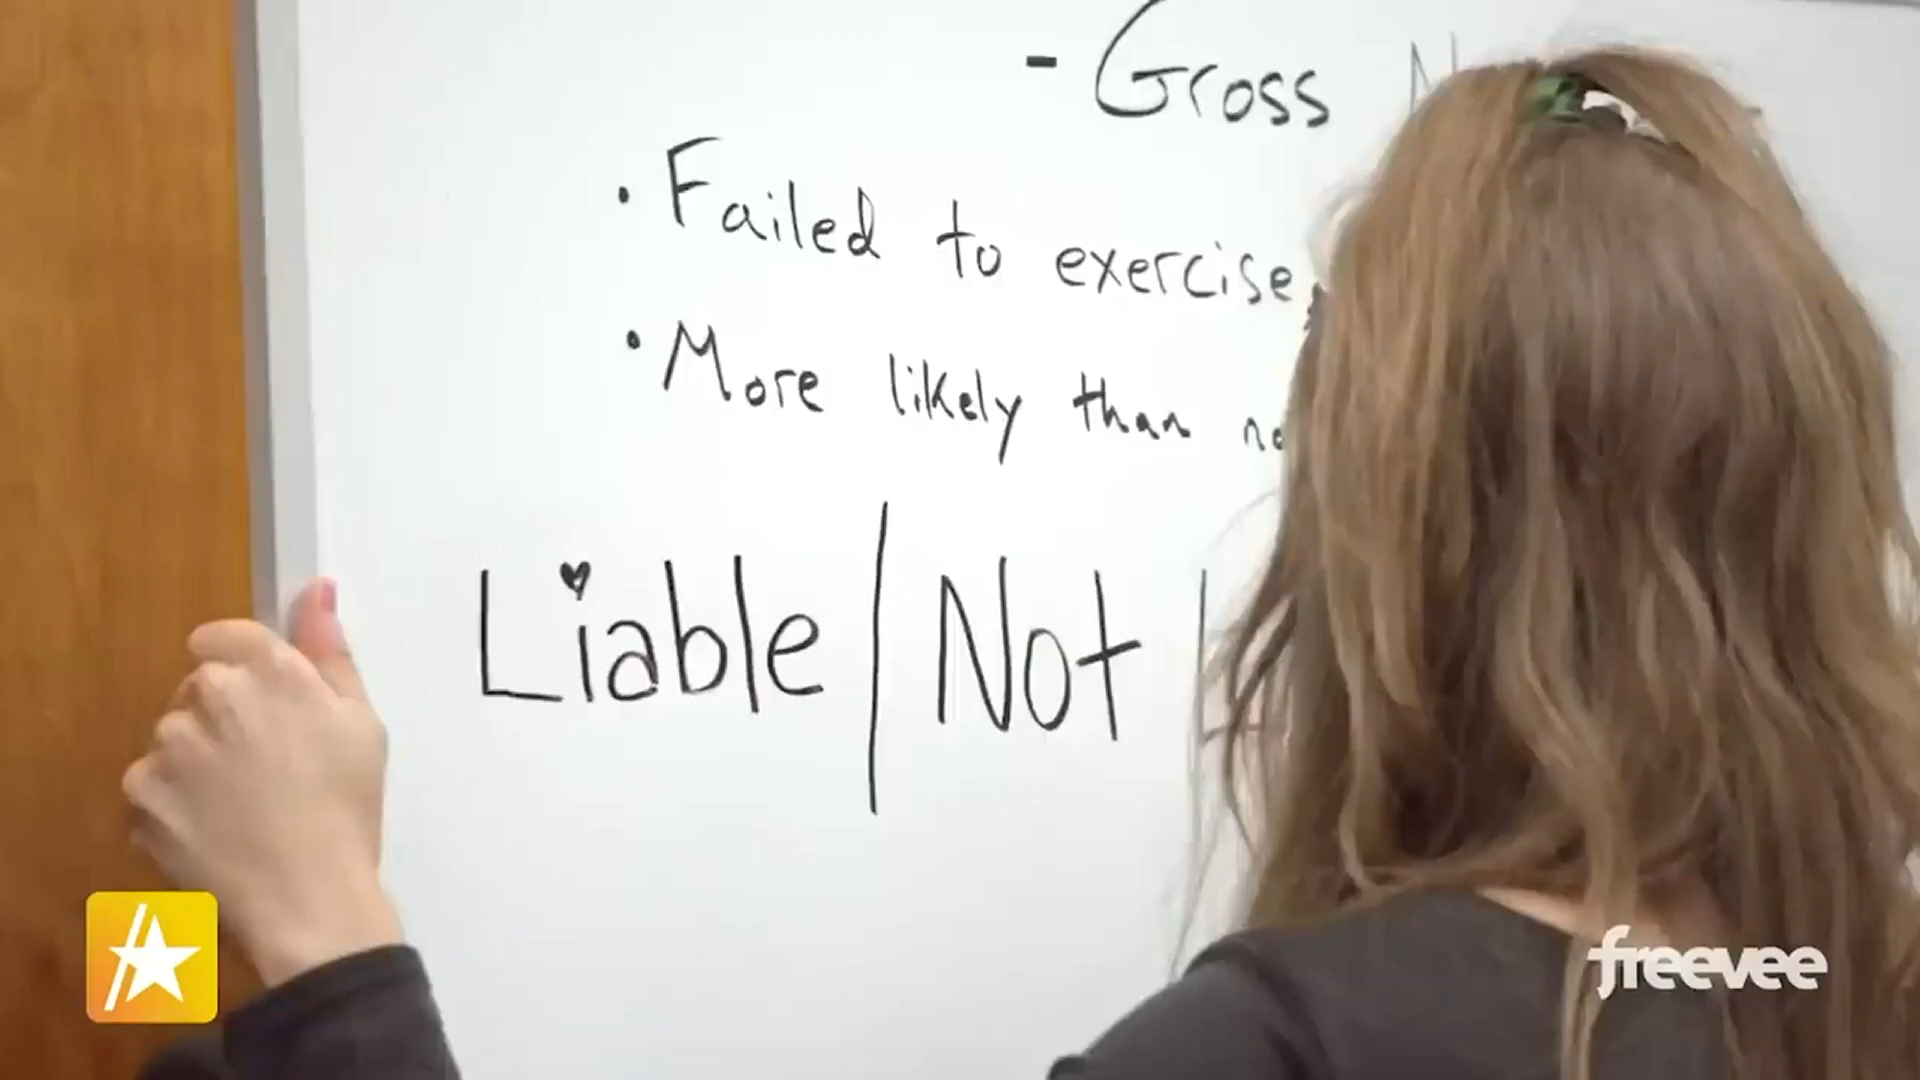 - Gross
• Failed to exercise
• More likely than
Liable | Not
freevee